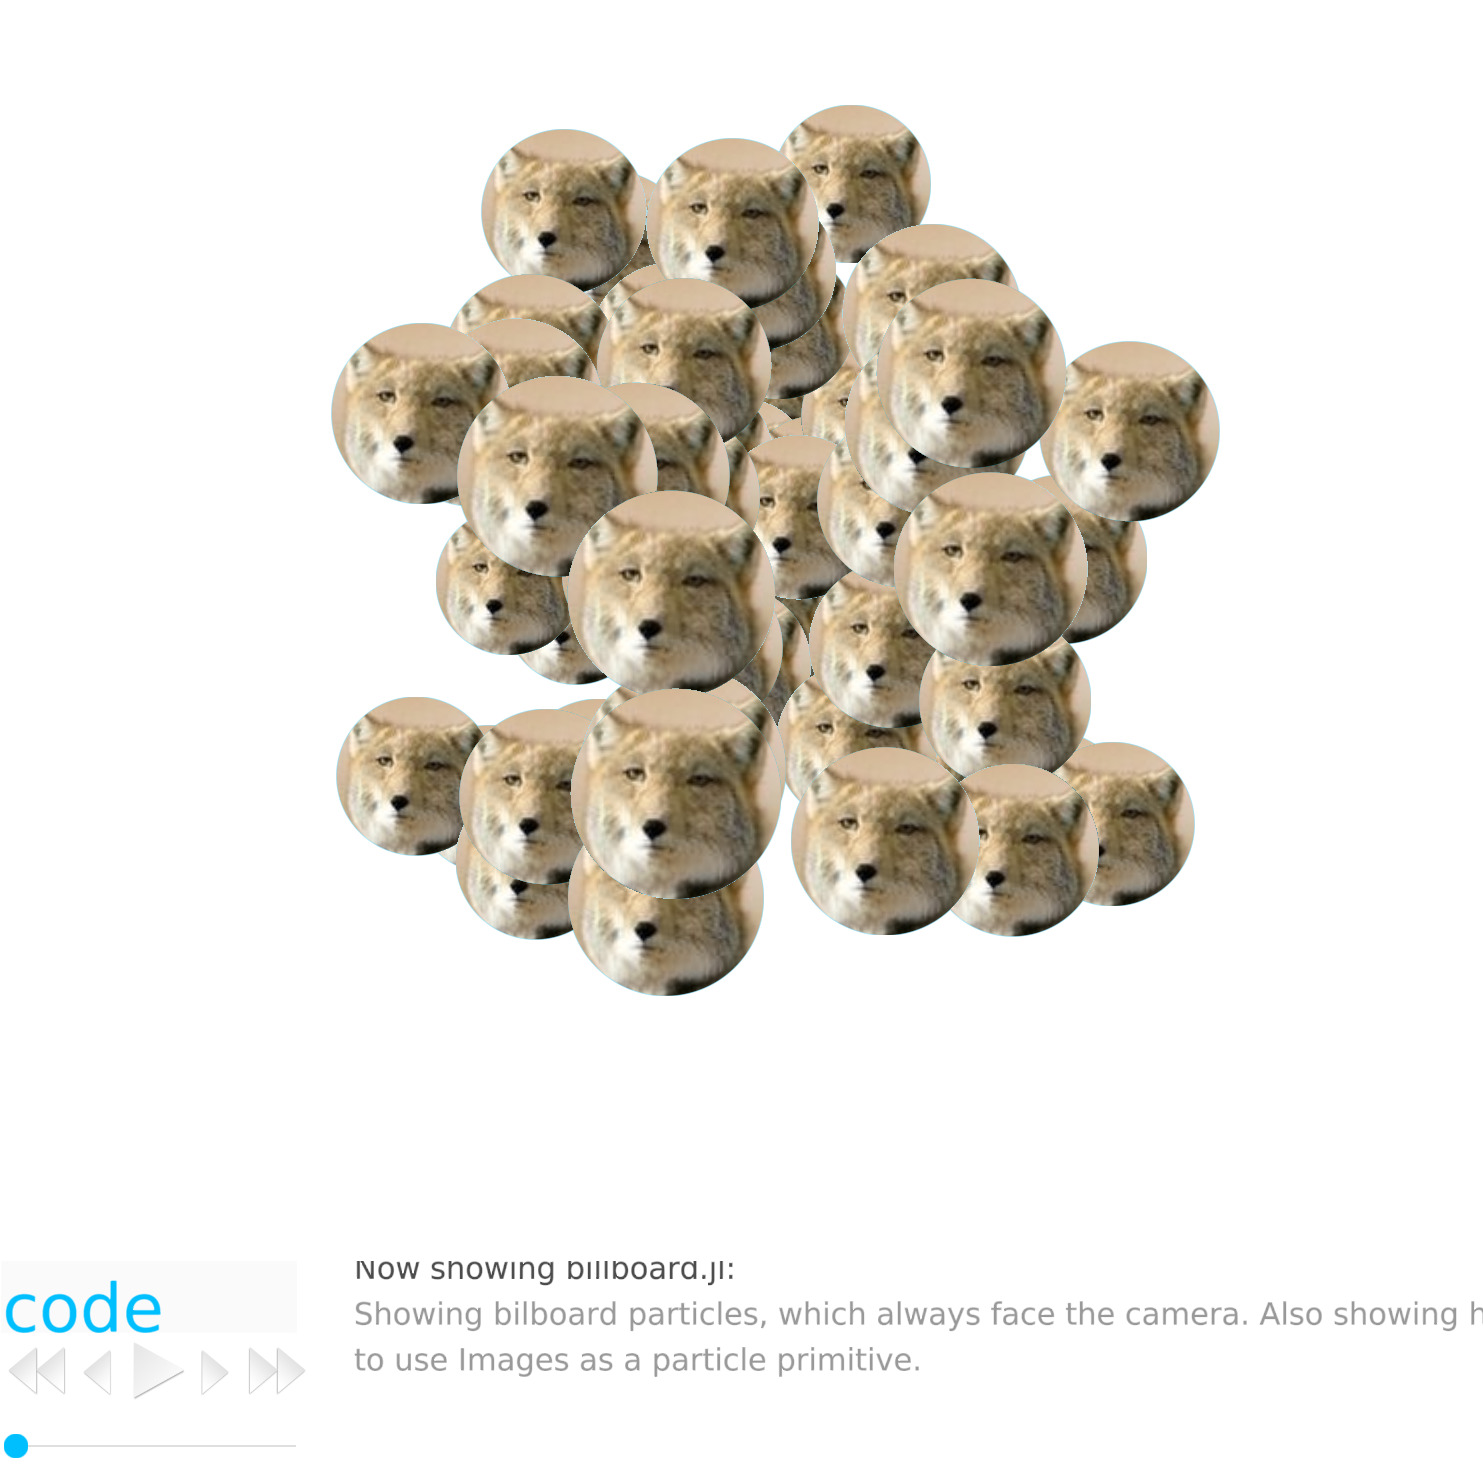 Now showing billboard.jl:
code
Showing bilboard particles, which always face the camera. Also showing h
to use Images as a particle primitive.